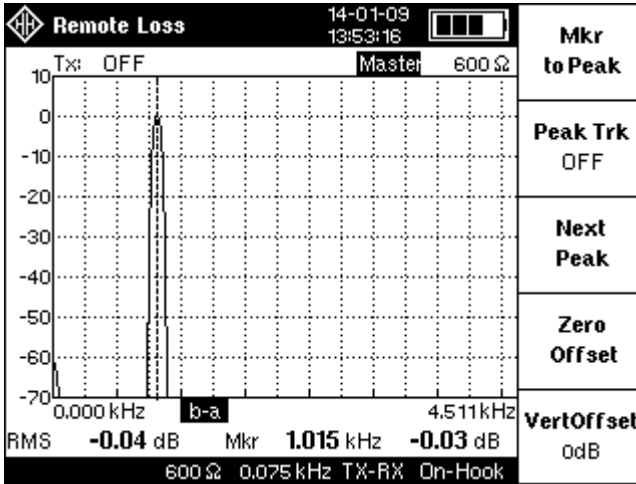 Remote Loss
14-01-09
13:53:16
Tx: OFF
Master
600 Ω
10
0
-10
-20
-30
-40
-50
-60
-70
0.000 kHz
b-a
4.511 kHz
RMS -0.04 dB Mkr 1.015 kHz -0.03 dB
600 Ω 0.075 kHz TX-RX On-Hook
Mkr
to Peak
Peak Trk
OFF
Next
Peak
Zero
Offset
VertOffset
0dB